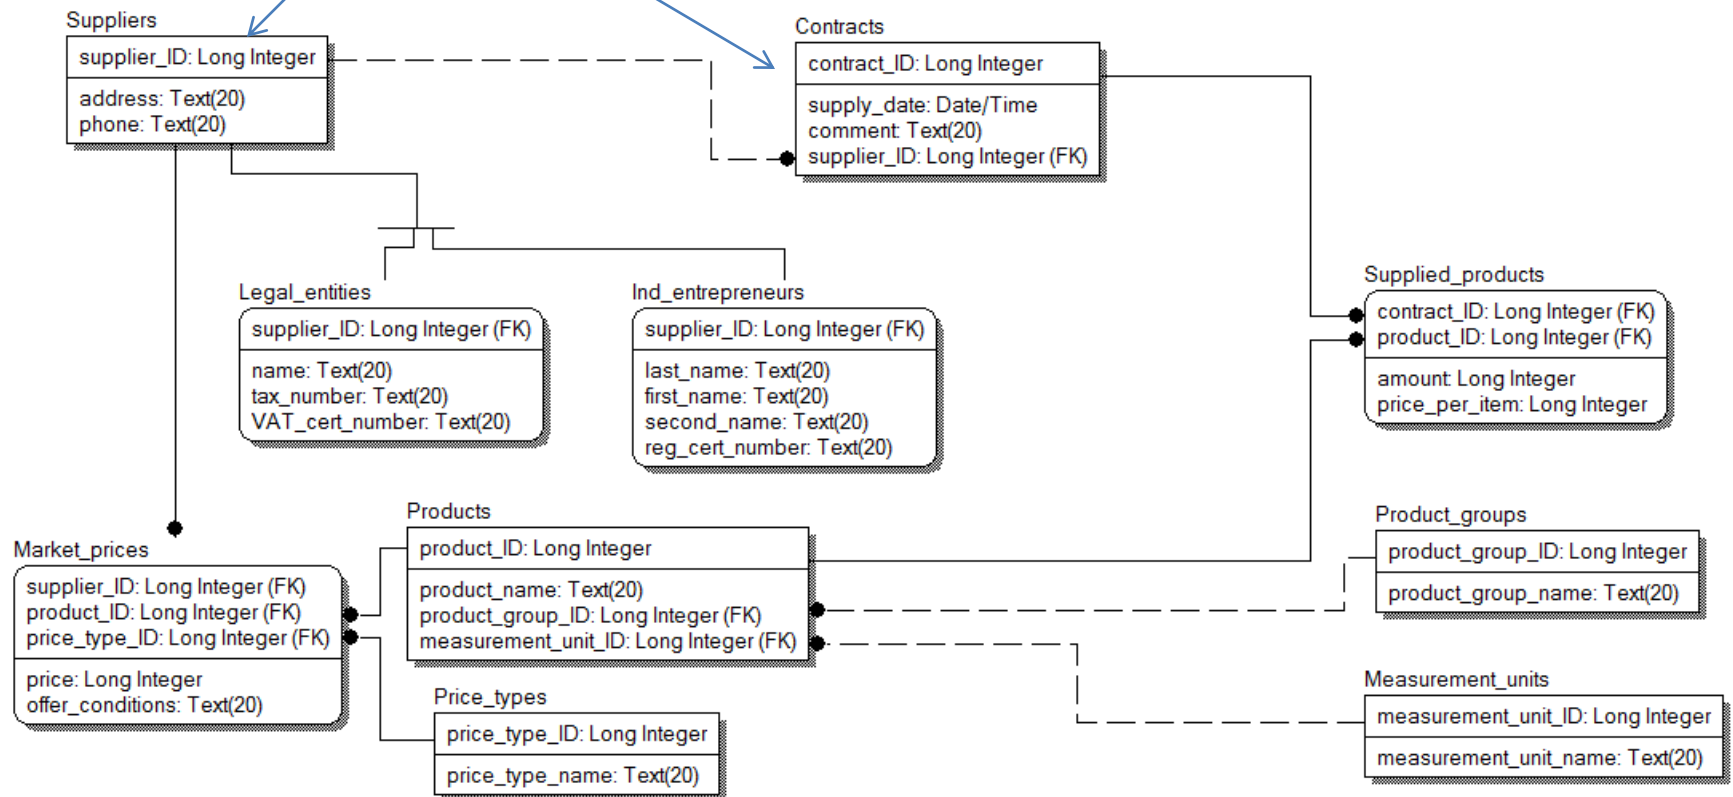 Suppliers
supplier_ID: Long Integer
address: Text(20)
phone: Text(20)
Contracts
contract_ID: Long Integer
supply_date: Date/Time
comment: Text(20)
supplier_ID: Long Integer (FK)
Legal_entities
supplier_ID: Long Integer (FK)
name: Text(20)
tax_number: Text(20)
VAT_cert_number: Text(20)
Ind_entrepreneurs
supplier_ID: Long Integer (FK)
last_name: Text(20)
first_name: Text(20)
second_name: Text(20)
reg_cert_number: Text(20)
Supplied_products
contract_ID: Long Integer (FK)
product_ID: Long Integer (FK)
amount: Long Integer
price_per_item: Long Integer
Market_prices
supplier_ID: Long Integer (FK)
product_ID: Long Integer (FK)
price_type_ID: Long Integer (FK)
price: Long Integer
offer_conditions: Text(20)
Products
product_ID: Long Integer
product_name: Text(20)
product_group_ID: Long Integer (FK)
measurement_unit_ID: Long Integer (FK)
Product_groups
product_group_ID: Long Integer
product_group_name: Text(20)
Price_types
price_type_ID: Long Integer
price_type_name: Text(20)
Measurement_units
measurement_unit_ID: Long Integer
measurement_unit_name: Text(20)